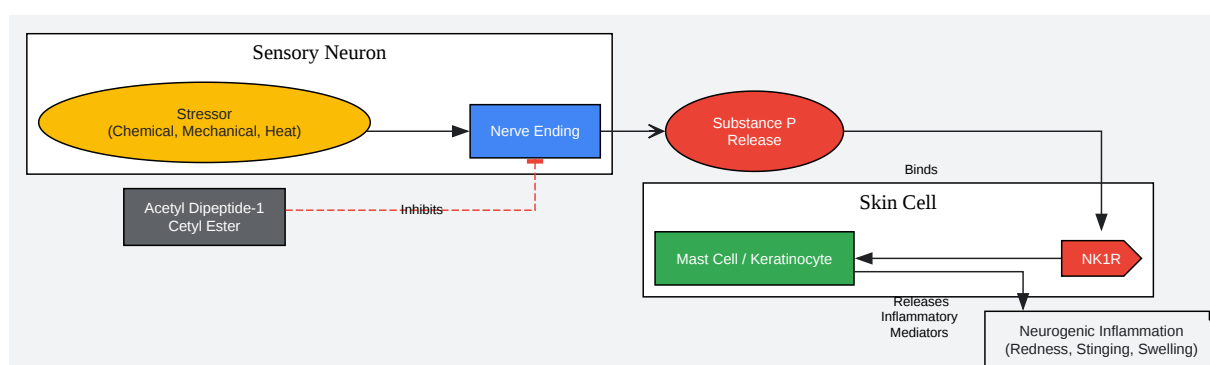 Sensory Neuron
Stressor
(Chemical, Mechanical, Heat)
Nerve Ending
Substance P
Release
Acetyl Dipeptide-1
Cetyl Ester
Inhibits
Binds
Skin Cell
Mast Cell / Keratinocyte
NK1R
Releases
Inflammatory
Mediators
Neurogenic Inflammation
(Redness, Stinging, Swelling)